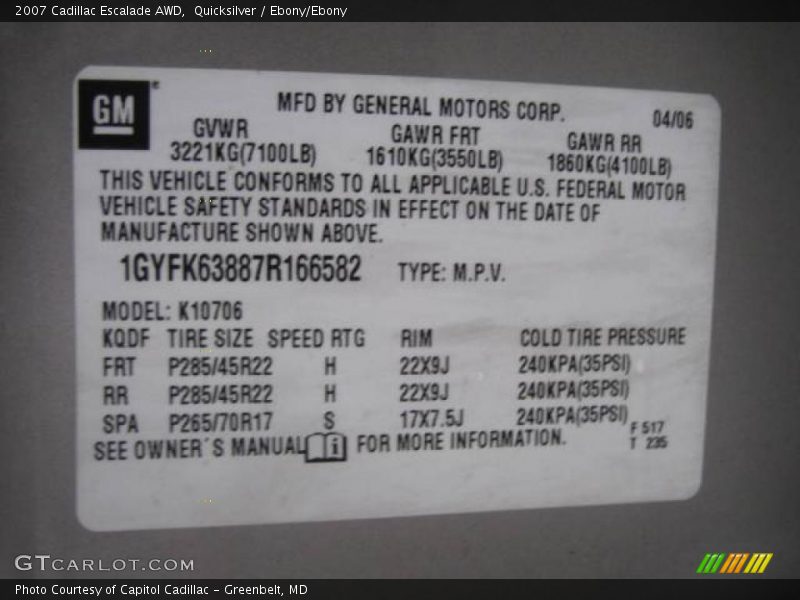 2007 Cadillac Escalade AWD,  Quicksilver / Ebony/Ebony
GM
MFD BY GENERAL MOTORS CORP.
04/06
GVWR GAWR FRT GAWR RR
3221KG(7100LB) 1610KG(3550LB) 1860KG(4100LB)
THIS VEHICLE CONFORMS TO ALL APPLICABLE U.S. FEDERAL MOTOR
VEHICLE SAFETY STANDARDS IN EFFECT ON THE DATE OF
MANUFACTURE SHOWN ABOVE.
1GYFK63887R166582 TYPE: M.P.V.
MODEL: K10706
KQDF TIRE SIZE SPEED RTG RIM COLD TIRE PRESSURE
FRT P285/45R22 H 22X9J 240KPA(35PSI)
RR P285/45R22 H 22X9J 240KPA(35PSI)
SPA P265/70R17 S 17X7.5J 240KPA(35PSI)
F 517
SEE OWNER´S MANUAL i FOR MORE INFORMATION.
T 235
GTCARLOT.COM
Photo Courtesy of Capitol Cadillac – Greenbelt, MD